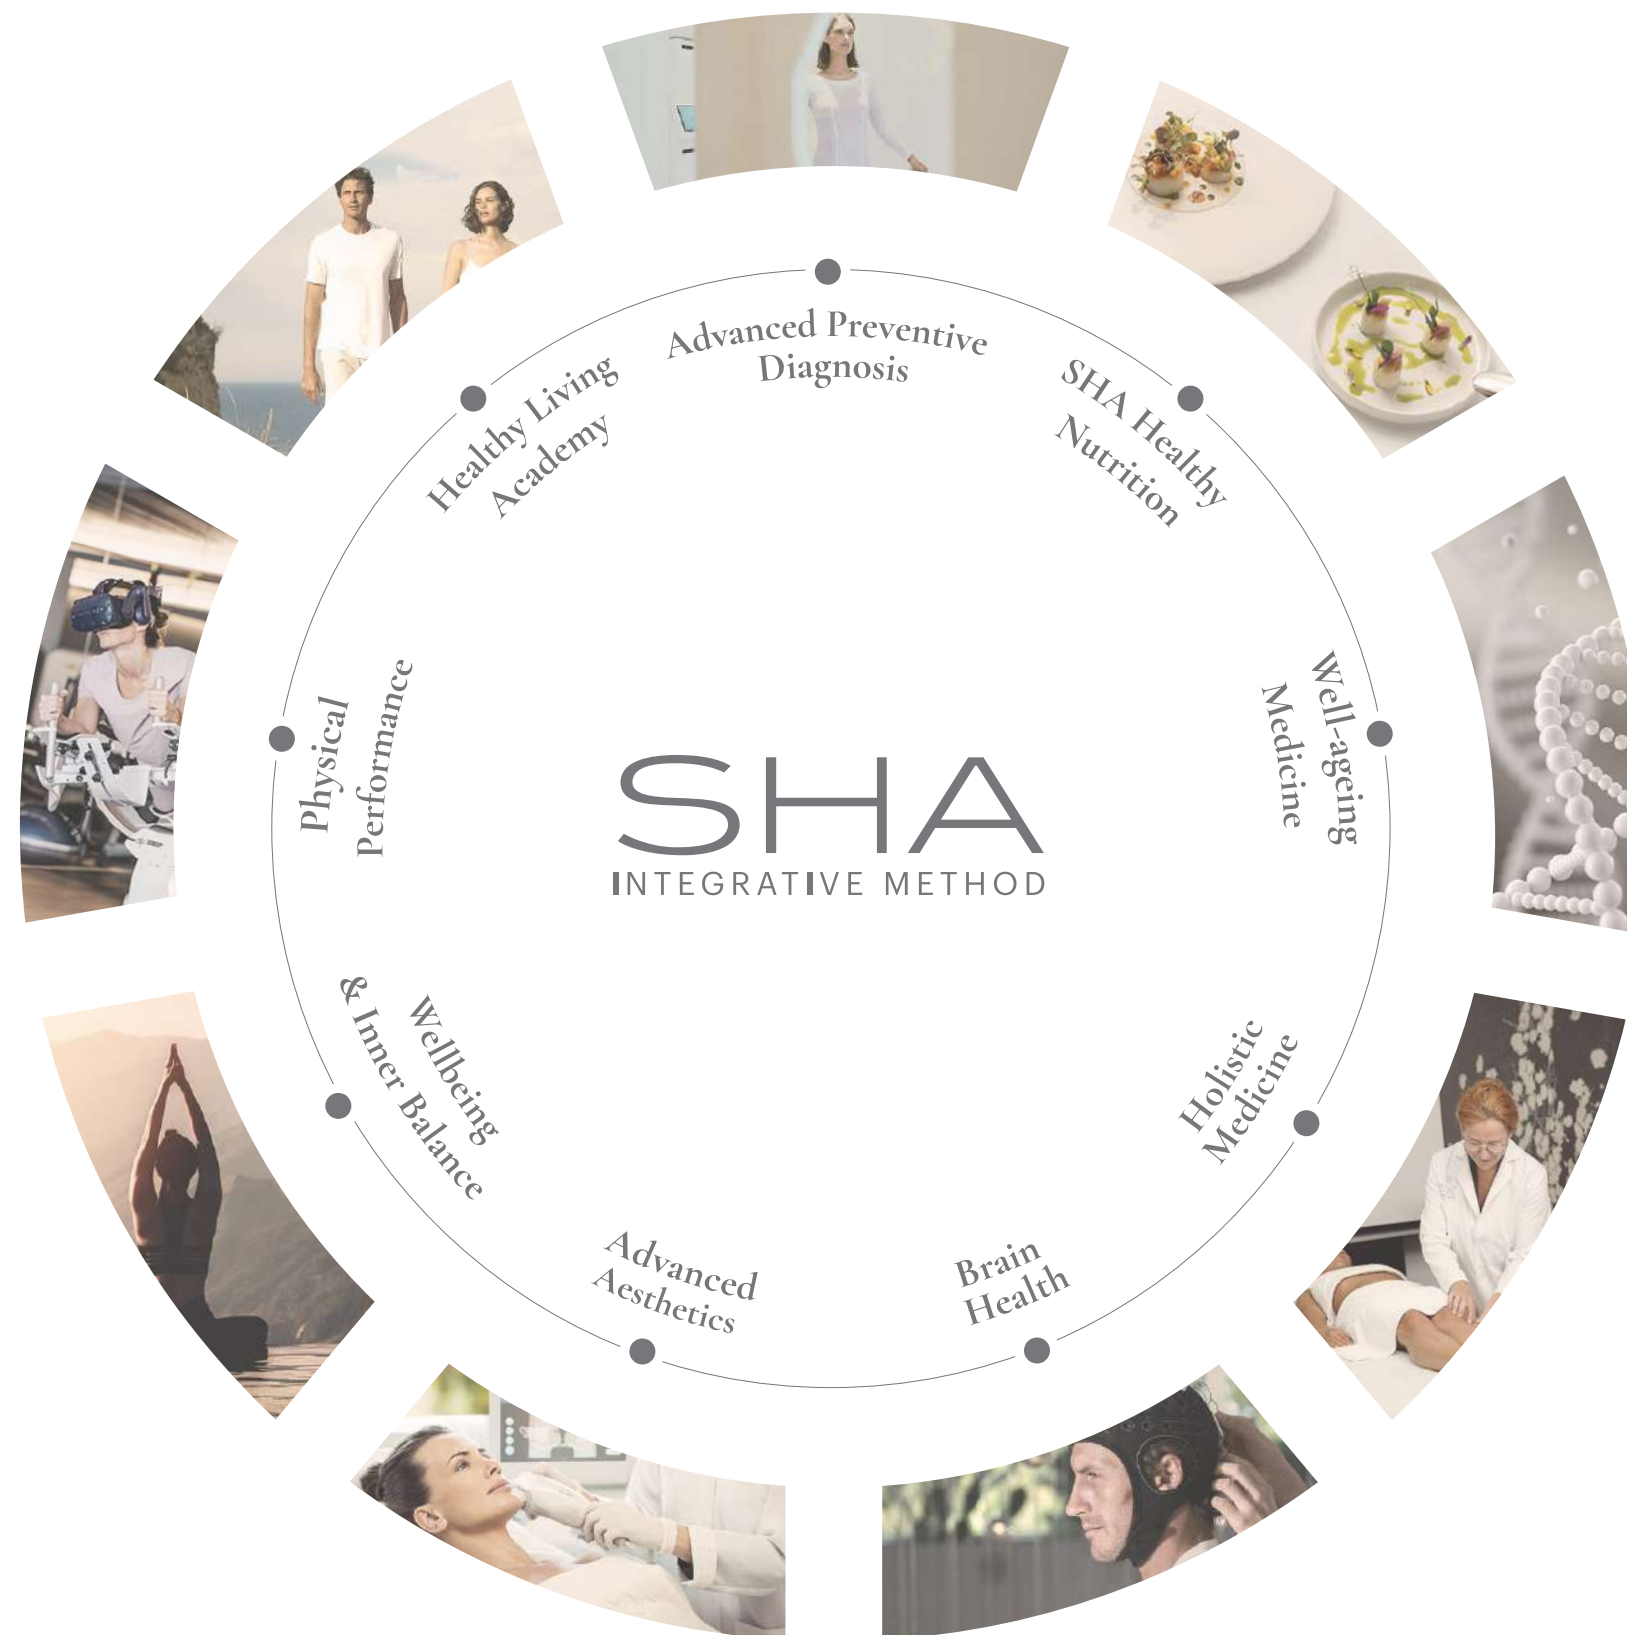 Advanced Preventive
Diagnosis
SHA Healthy
Nutrition
Well-ageing
Medicine
Holistic
Medicine
Brain
Health
Advanced
Aesthetics
Wellbeing
& Inner Balance
Physical
Performance
Healthy Living
Academy
SHA
INTEGRATIVE METHOD